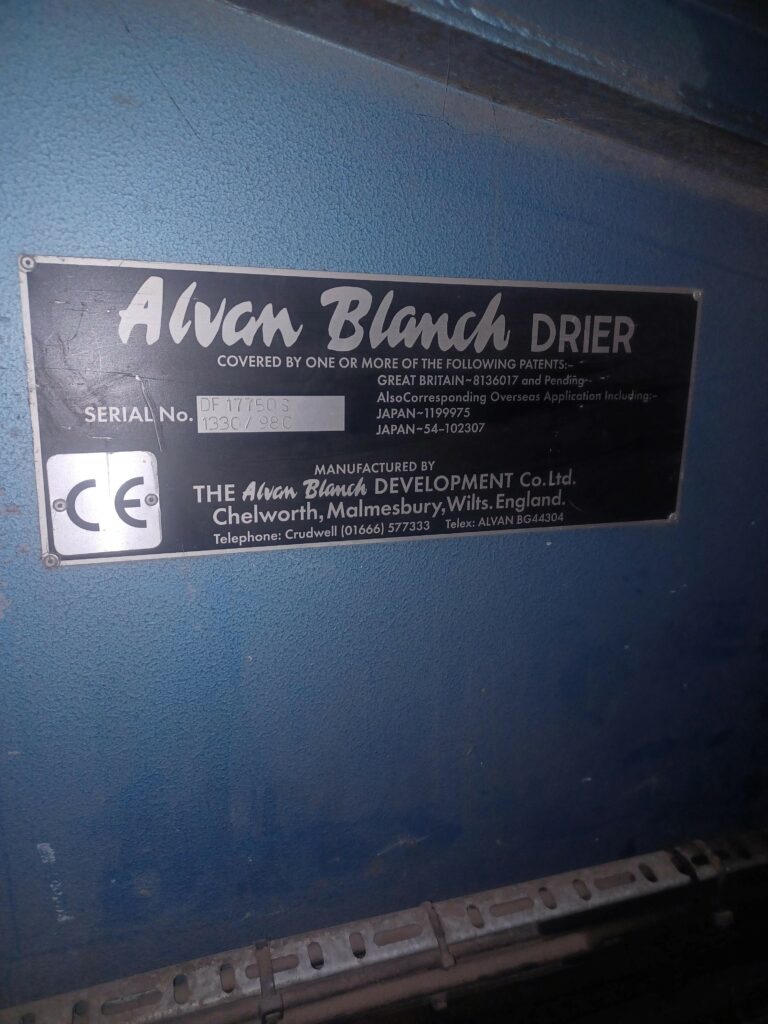 Alvan Blanch DRIER
COVERED BY ONE OR MORE OF THE FOLLOWING PATENTS:-
GREAT BRITAIN~8136017 and Pending--
AlsoCorresponding Overseas Application Including:-
JAPAN~1199975
JAPAN~54-102307
SERIAL No. DF 17750 S
1330/98C
CE
MANUFACTURED BY
THE Alvan Blanch DEVELOPMENT Co.Ltd.
Chelworth, Malmesbury, Wilts. England.
Telephone: Crudwell (01666) 577333 Telex: ALVAN BG44304